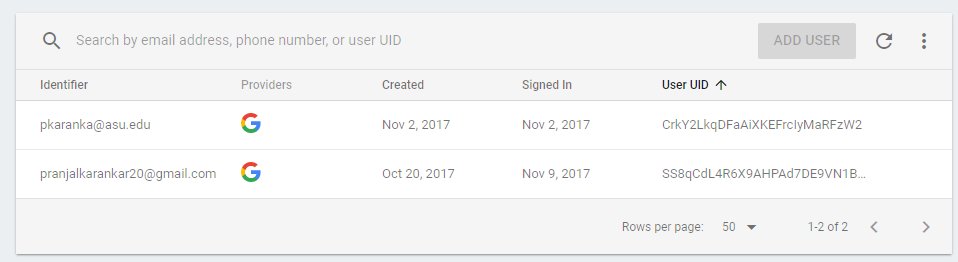 Search by email address, phone number, or user UID ADD USER
Identifier Providers Created Signed In User UID
pkaranka@asu.edu Nov 2, 2017 Nov 2, 2017 CrkY2LkqDFaAiXKEFrcIyMaRFzW2
pranjalkarankar20@gmail.com Oct 20, 2017 Nov 9, 2017 SS8qCdL4R6X9AHPAd7DE9VN1B...
Rows per page: 50 1-2 of 2